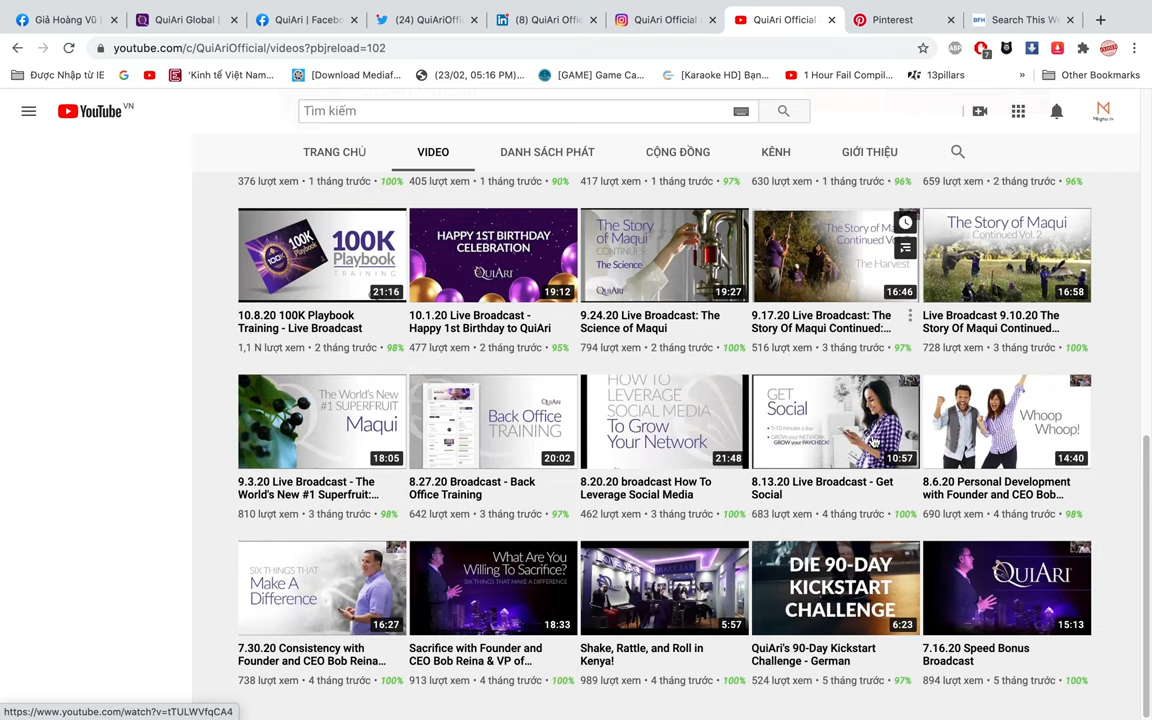 Giả Hoàng Vũ |
QuiAri Global |
QuiAri | Facebo
(24) QuiAriOffi
(8) QuiAri Offi
QuiAri Official
QuiAri Official
Pinterest
Search This W
youtube.com/c/QuiAriOfficial/videos?pbjreload=102
ABP
7
Được Nhập từ IE
'Kinh tế Việt Nam...
[Download Mediaf...
(23/02, 05:16 PM)...
[GAME] Game Ca...
[Karaoke HD] Bạn...
1 Hour Fail Compil...
13pillars
»
Other Bookmarks
YouTube VN
Tìm kiếm
TRANG CHỦ
VIDEO
DANH SÁCH PHÁT
CỘNG ĐỒNG
KÊNH
GIỚI THIỆU
376 lượt xem • 1 tháng trước • 100%
405 lượt xem • 1 tháng trước • 90%
417 lượt xem • 1 tháng trước • 97%
630 lượt xem • 1 tháng trước • 96%
659 lượt xem • 2 tháng trước • 96%
100K
100K
Playbook
TRAINING
21:16
HAPPY 1ST BIRTHDAY
CELEBRATION
QUIARI
19:12
The Story
of Maqui
CONTINUES
The Science
QUIARI
19:27
The Story of Maqui
Continued Vo
The Harvest
16:46
The Story of Maqui
Continued Vol. 2
16:58
10.8.20 100K Playbook
Training - Live Broadcast
1,1 N lượt xem • 2 tháng trước • 98%
10.1.20 Live Broadcast -
Happy 1st Birthday to QuiAri
477 lượt xem • 2 tháng trước • 95%
9.24.20 Live Broadcast: The
Science of Maqui
794 lượt xem • 2 tháng trước • 100%
9.17.20 Live Broadcast: The
Story Of Maqui Continued:...
516 lượt xem • 3 tháng trước • 97%
Live Broadcast 9.10.20 The
Story Of Maqui Continued...
728 lượt xem • 3 tháng trước • 100%
The World's New
#1 SUPERFRUIT
Maqui
18:05
QUIARI
Back Office
TRAINING
20:02
HOW TO
LEVERAGE
SOCIAL MEDIA
To Grow
Your Network
21:48
GET
Social
• 5-10 minutes a day
• GROW your NETWORK
GROW your PAYCHECK!
10:57
Whoop
Whoop!
14:40
9.3.20 Live Broadcast - The
World's New #1 Superfruit:...
810 lượt xem • 3 tháng trước • 98%
8.27.20 Broadcast - Back
Office Training
642 lượt xem • 3 tháng trước • 97%
8.20.20 broadcast How To
Leverage Social Media
462 lượt xem • 3 tháng trước • 100%
8.13.20 Live Broadcast - Get
Social
683 lượt xem • 4 tháng trước • 100%
8.6.20 Personal Development
with Founder and CEO Bob...
690 lượt xem • 4 tháng trước • 98%
SIX THINGS THAT
Make A
Difference
16:27
What Are You
Willing To Sacrifice?
SIX THINGS THAT MAKE A DIFFERENCE
18:33
SHAKE BAR
5:57
DIE 90-DAY
KICKSTART
CHALLENGE
6:23
QUIARI
15:13
7.30.20 Consistency with
Founder and CEO Bob Reina...
738 lượt xem • 4 tháng trước • 100%
Sacrifice with Founder and
CEO Bob Reina & VP of...
913 lượt xem • 4 tháng trước • 100%
Shake, Rattle, and Roll in
Kenya!
989 lượt xem • 4 tháng trước • 100%
QuiAri's 90-Day Kickstart
Challenge - German
524 lượt xem • 5 tháng trước • 97%
7.16.20 Speed Bonus
Broadcast
894 lượt xem • 5 tháng trước • 100%
https://www.youtube.com/watch?v=tTULWVfqCA4